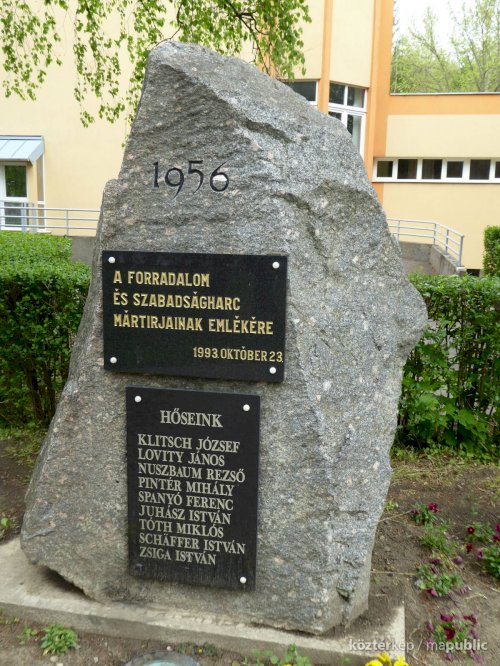 1956
A FORRADALOM
ÉS SZABADSÁGHARC
MÁRTIRJAINAK EMLÉKÉRE
1993. OKTÓBER 23.
HŐSEINK
KLITSCH JÓZSEF
LOVITY JÁNOS
NUSZBAUM REZSŐ
PINTÉR MIHÁLY
SPANYÓ FERENC
JUHÁSZ ISTVÁN
TÓTH MIKLÓS
SCHÄFFER ISTVÁN
ZSIGA ISTVÁN
köztérkép / mapublic